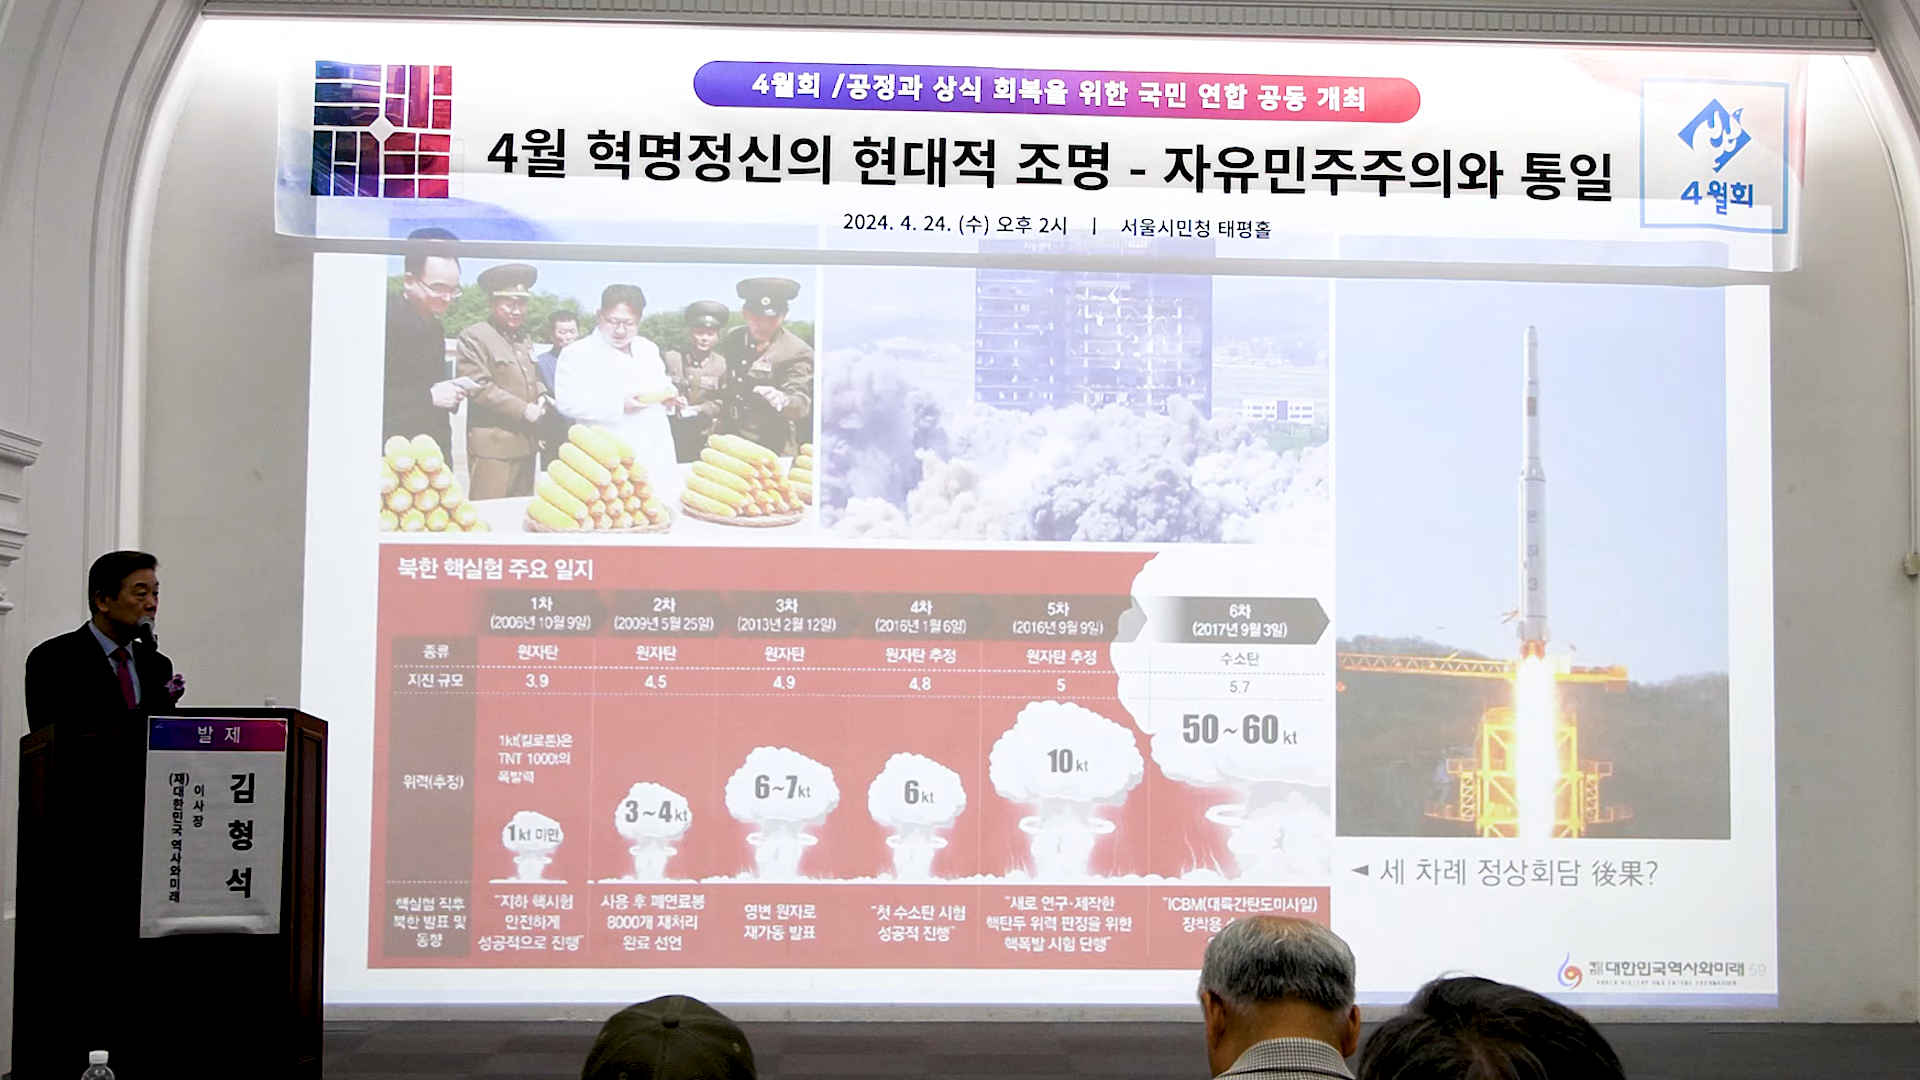 4월회 /공정과 상식 회복을 위한 국민 연합 공동 개최
4월 혁명정신의 현대적 조명 - 자유민주주의와 통일
2024. 4. 24. (수) 오후 2시 | 서울시민청 태평홀
4월회
북한 핵실험 주요 일지
1차 2차 3차 4차 5차 6차
(2006년 10월 9일) (2009년 5월 25일) (2013년 2월 12일) (2016년 1월 6일) (2016년 9월 9일) (2017년 9월 3일)
종류 원자탄 원자탄 원자탄 원자탄 추정 원자탄 추정 수소탄
지진 규모 3.9 4.5 4.9 4.8 5 5.7
위력(추정)
1kt(킬로톤)은
TNT 1000t의
폭발력
1kt 미만
3~4kt
6~7kt
6kt
10kt
50~60kt
핵실험 직후
북한 발표 및
동향
"지하 핵시험
안전하게
성공적으로 진행"
사용 후 폐연료봉
8000개 재처리
완료 선언
영변 원자로
재가동 발표
"첫 수소탄 시험
성공적 진행"
"새로 연구·제작한
핵탄두 위력 판정을 위한
핵폭발 시험 단행"
"ICBM(대륙간탄도미사일)
장착용
은하3
◄ 세 차례 정상회담 後果?
대한민국역사와미래 59
발 제
김형석
이사장
(재)대한민국 역사와미래